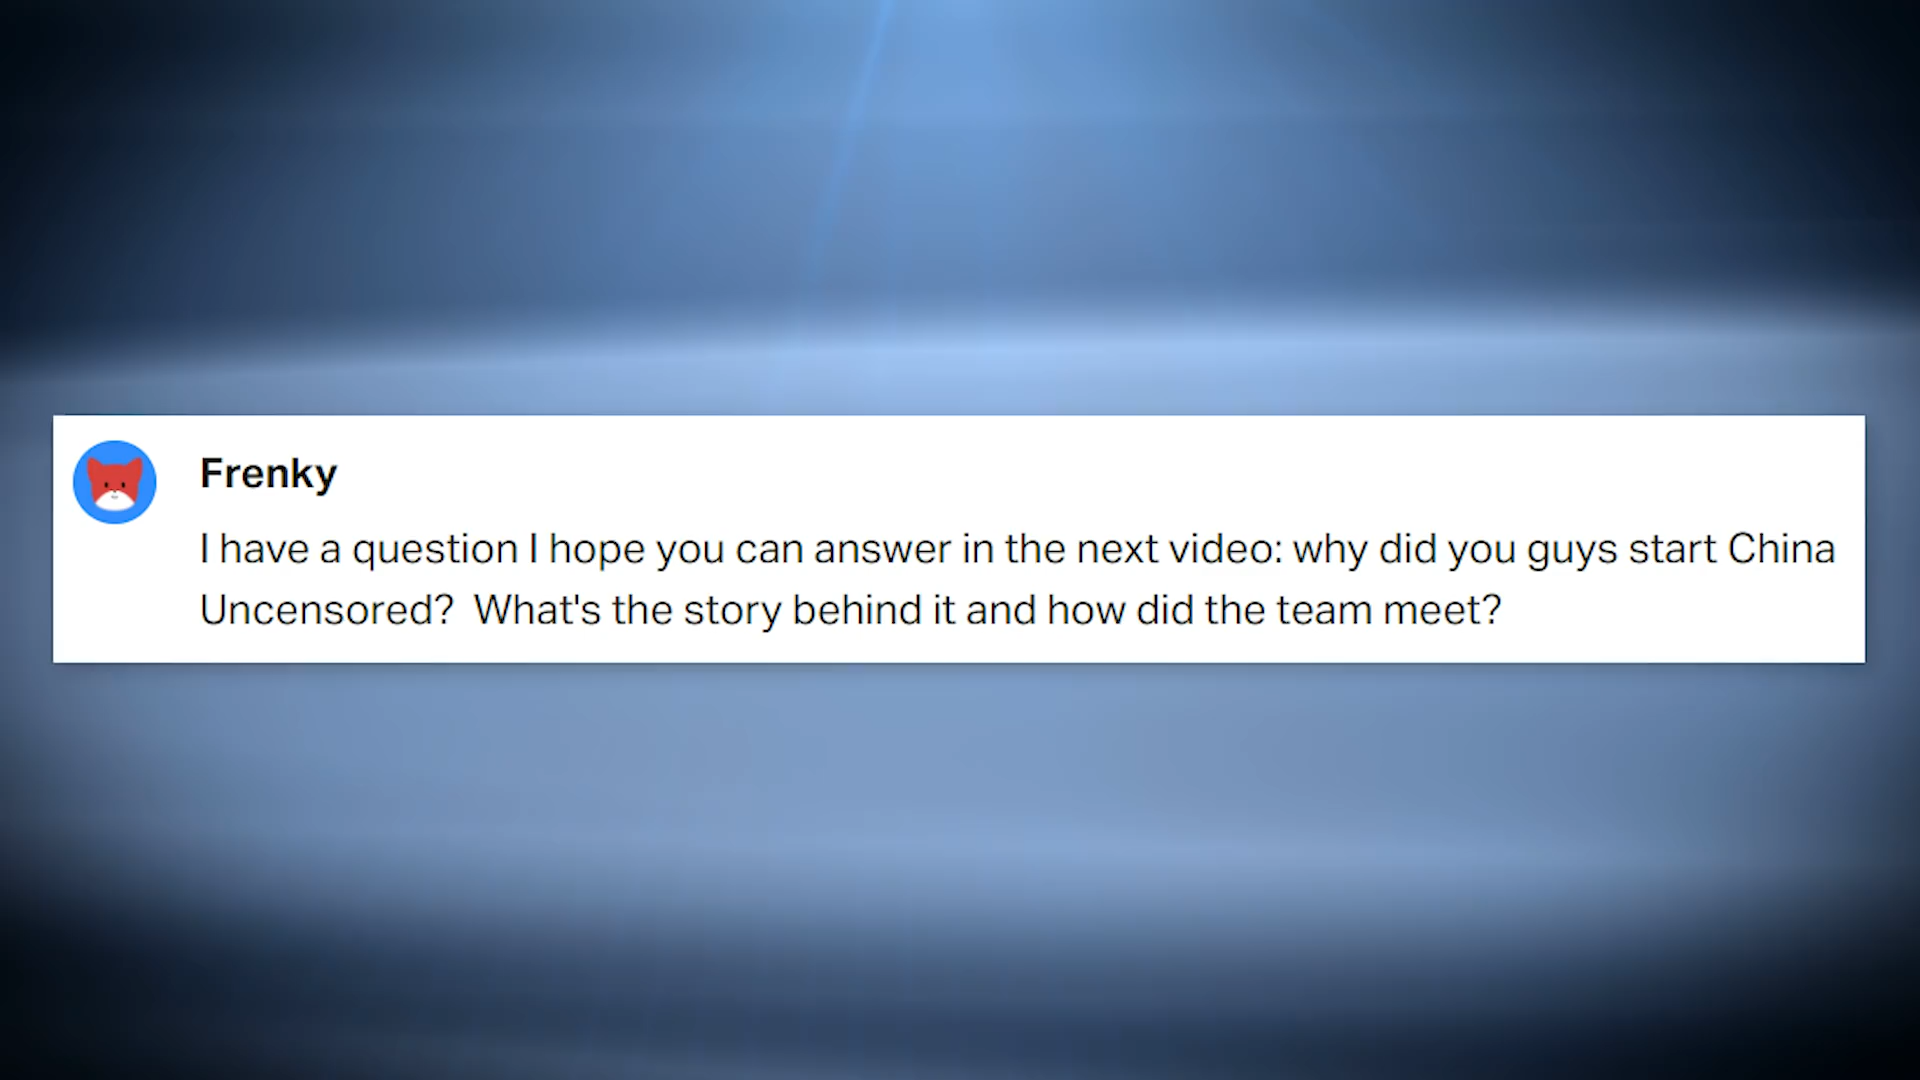 Frenky
I have a question I hope you can answer in the next video: why did you guys start China
Uncensored?  What's the story behind it and how did the team meet?